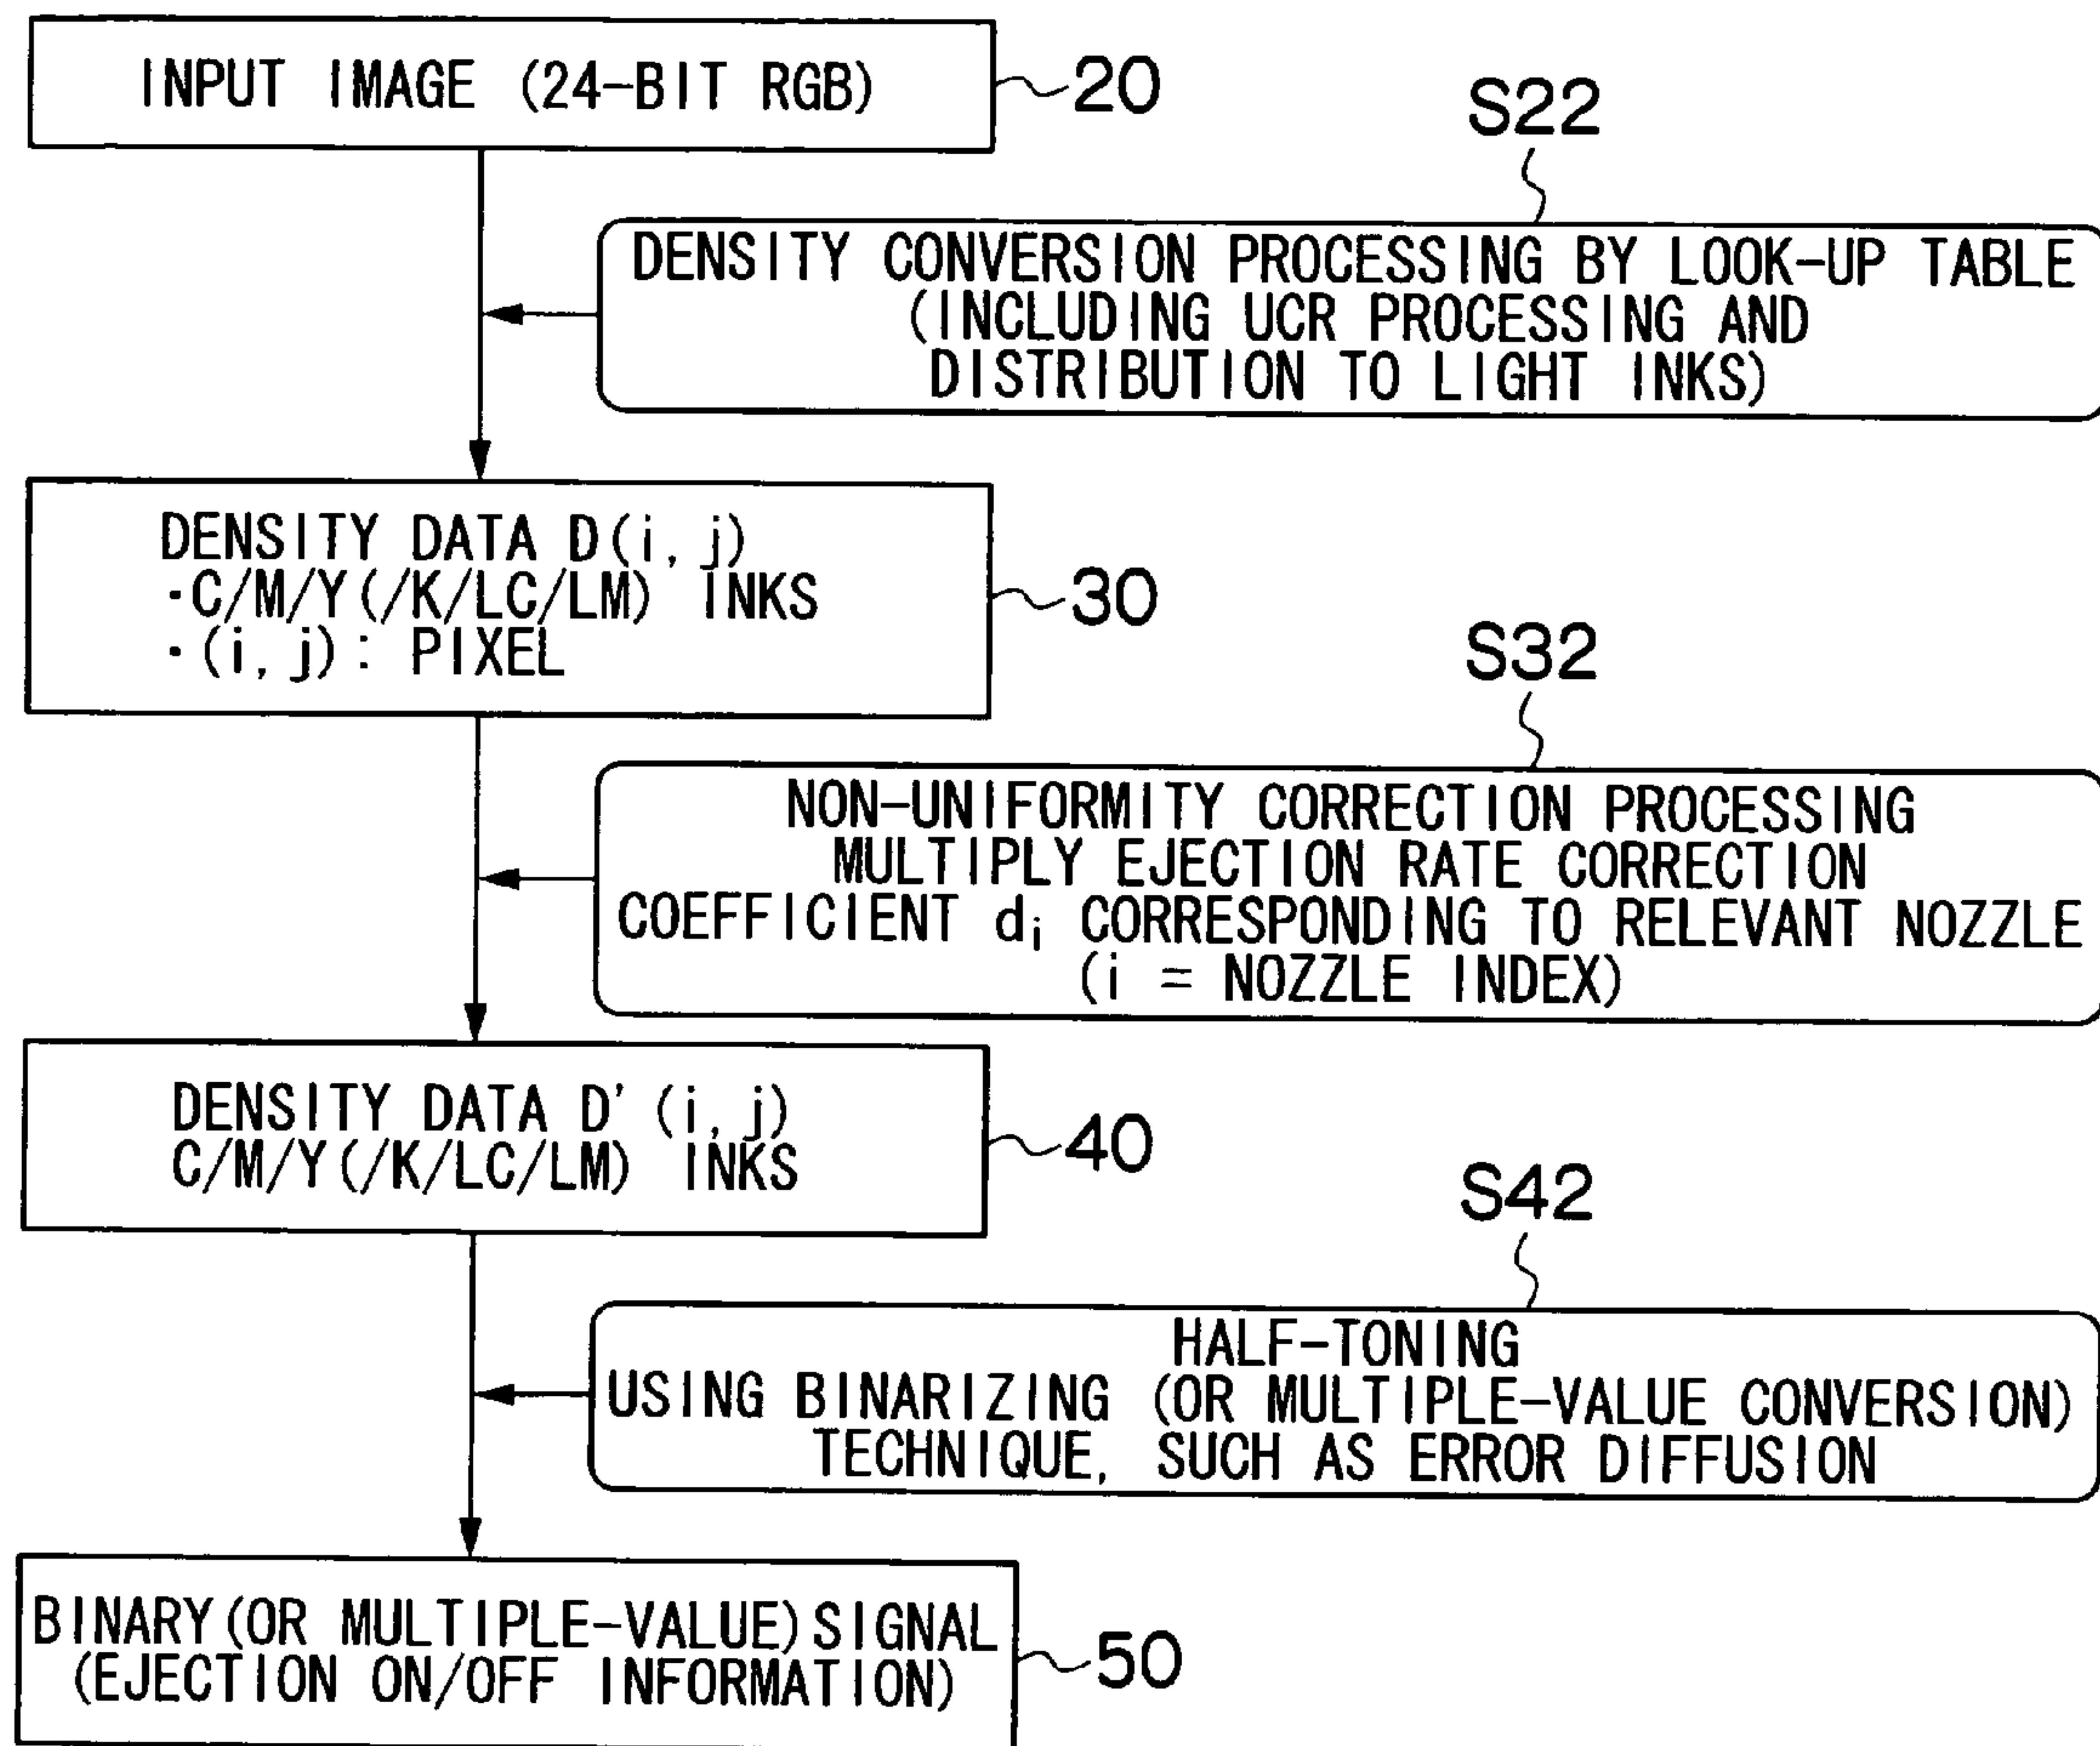 INPUT IMAGE (24-BIT RGB)
20
S22
DENSITY CONVERSION PROCESSING BY LOOK-UP TABLE
(INCLUDING UCR PROCESSING AND
DISTRIBUTION TO LIGHT INKS)
DENSITY DATA D(i, j)
·C/M/Y(/K/LC/LM) INKS
·(i, j): PIXEL
30
S32
NON-UNIFORMITY CORRECTION PROCESSING
MULTIPLY EJECTION RATE CORRECTION
COEFFICIENT di CORRESPONDING TO RELEVANT NOZZLE
(i = NOZZLE INDEX)
DENSITY DATA D' (i, j)
C/M/Y(/K/LC/LM) INKS
40
S42
HALF-TONING
USING BINARIZING (OR MULTIPLE-VALUE CONVERSION)
TECHNIQUE, SUCH AS ERROR DIFFUSION
BINARY(OR MULTIPLE-VALUE)SIGNAL
(EJECTION ON/OFF INFORMATION)
50